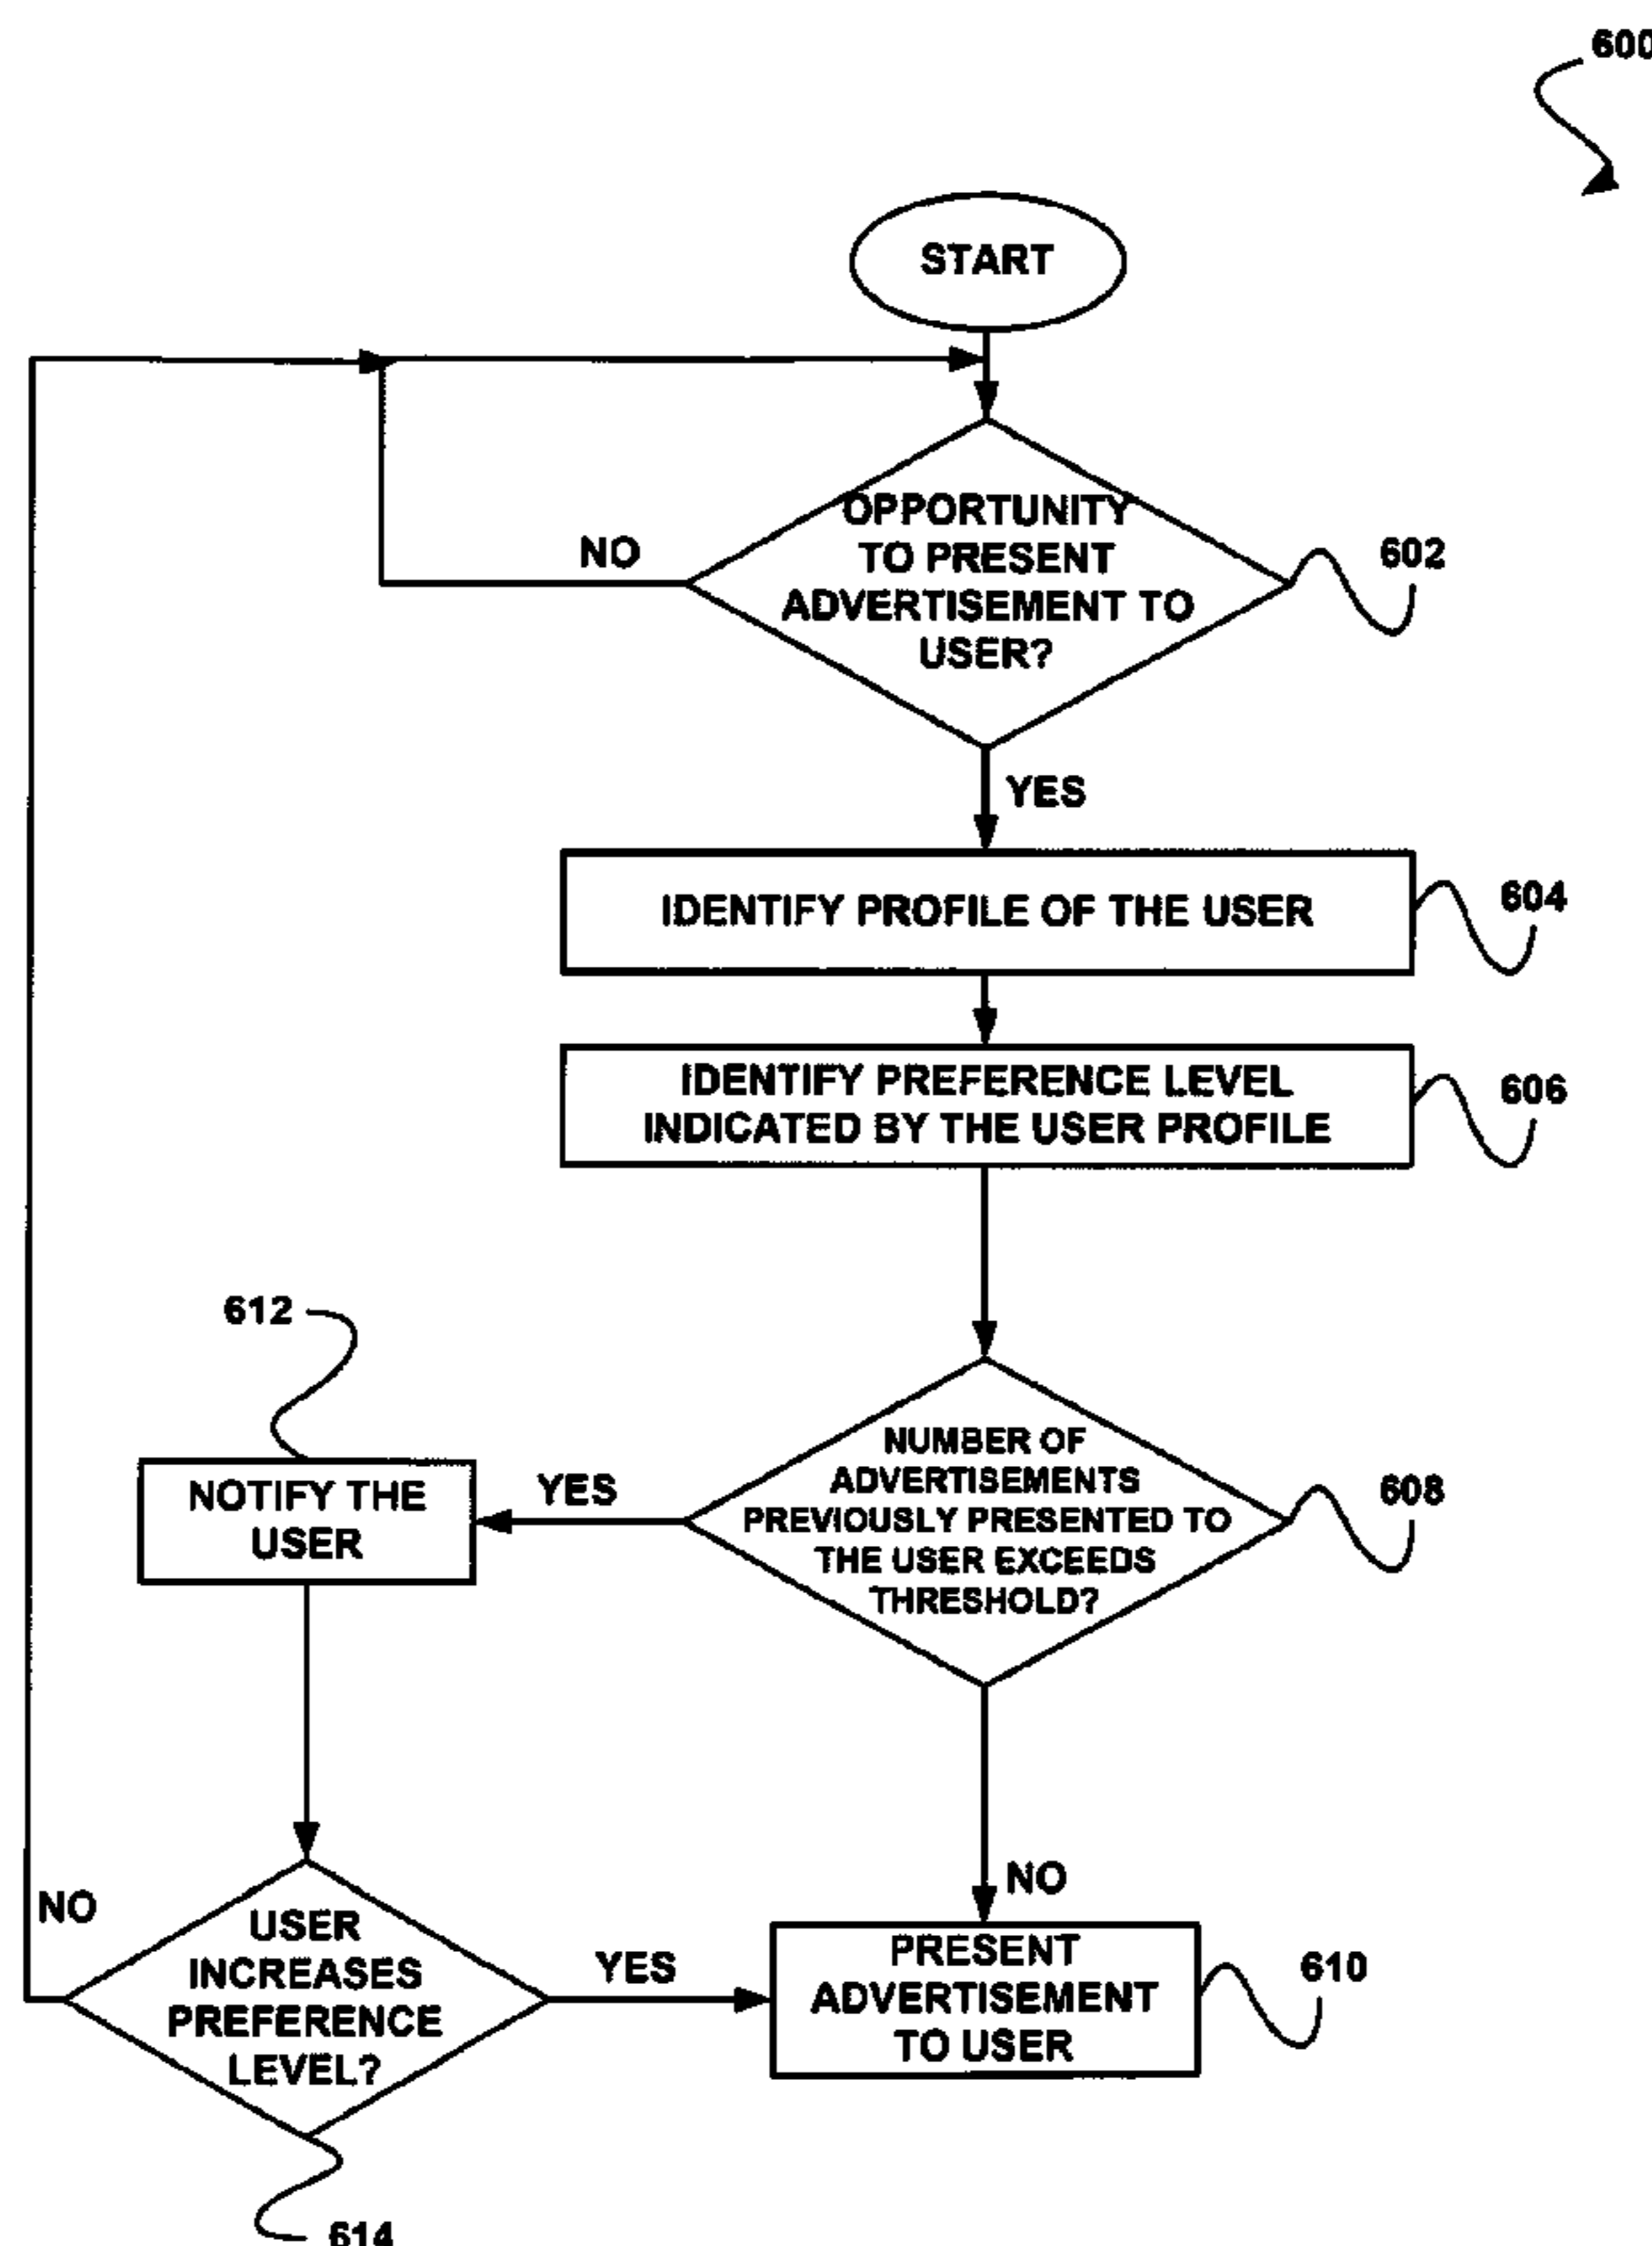 600
START
OPPORTUNITY
TO PRESENT
ADVERTISEMENT TO
USER?
NO
602
YES
IDENTIFY PROFILE OF THE USER
604
IDENTIFY PREFERENCE LEVEL
INDICATED BY THE USER PROFILE
606
612
NUMBER OF
ADVERTISEMENTS
PREVIOUSLY PRESENTED TO
THE USER EXCEEDS
THRESHOLD?
608
YES
NOTIFY THE
USER
NO
NO
USER
INCREASES
PREFERENCE
LEVEL?
YES
PRESENT
ADVERTISEMENT
TO USER
610
614